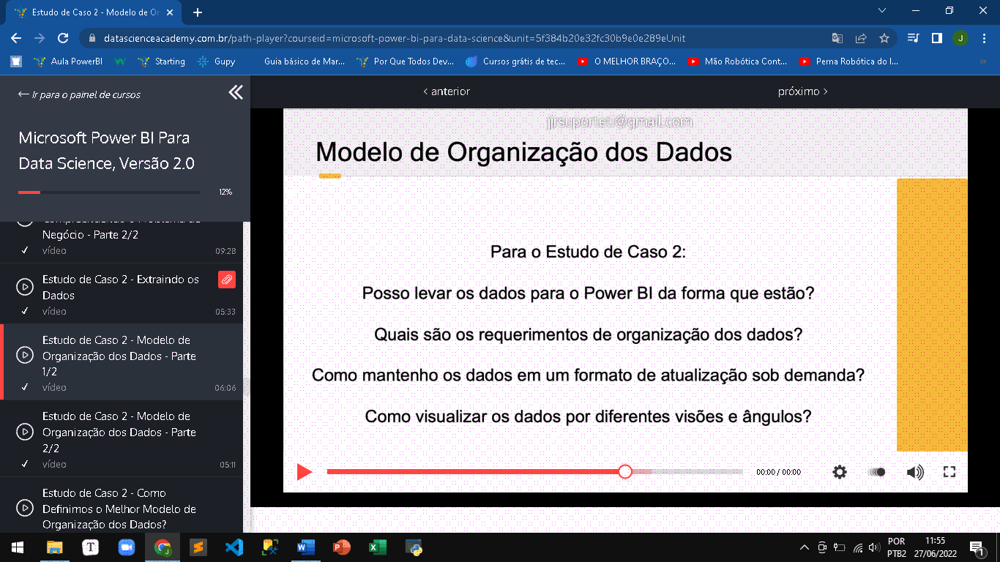 Estudo de Caso 2 - Modelo de Or
datascienceacademy.com.br/path-player?courseid=microsoft-power-bi-para-data-science&unit=5f384b20e32fc30b9e0e289eUnit
J
Aula PowerBI
Starting
Gupy
Guia básico de Mar...
Por Que Todos Dev...
Cursos grátis de tec...
O MELHOR BRAÇO...
Mão Robótica Cont...
Perna Robótica do I...
»
← Ir para o painel de cursos
‹ anterior
próximo ›
Microsoft Power BI Para
Data Science, Versão 2.0
12%
Compreendendo o Problema de
Negócio - Parte 2/2
vídeo 09:28
Estudo de Caso 2 - Extraindo os
Dados
vídeo 05:33
Estudo de Caso 2 - Modelo de
Organização dos Dados - Parte
1/2
vídeo 06:06
Estudo de Caso 2 - Modelo de
Organização dos Dados - Parte
2/2
vídeo 05:11
Estudo de Caso 2 - Como
Definimos o Melhor Modelo de
Organização dos Dados?
jjrsuporteti@gmail.com
Modelo de Organização dos Dados
Para o Estudo de Caso 2:
Posso levar os dados para o Power BI da forma que estão?
Quais são os requerimentos de organização dos dados?
Como mantenho os dados em um formato de atualização sob demanda?
Como visualizar os dados por diferentes visões e ângulos?
00:00 / 00:00
POR
PTB2
11:55
27/06/2022
1